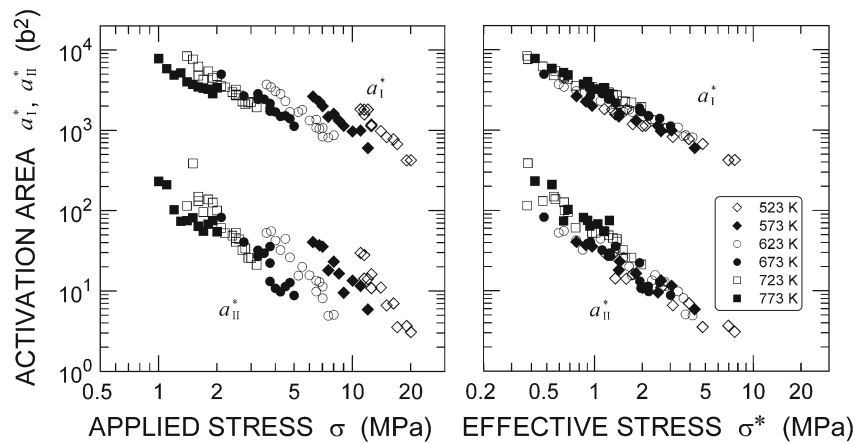 ACTIVATION AREA a*I, a*II (b²)
10⁴
10³
10²
10¹
10⁰
a*I
a*II
0.5 1 2 5 10 20
APPLIED STRESS σ (MPa)
a*I
a*II
523 K
573 K
623 K
673 K
723 K
773 K
0.2 0.5 1 2 5 10 20
EFFECTIVE STRESS σ* (MPa)